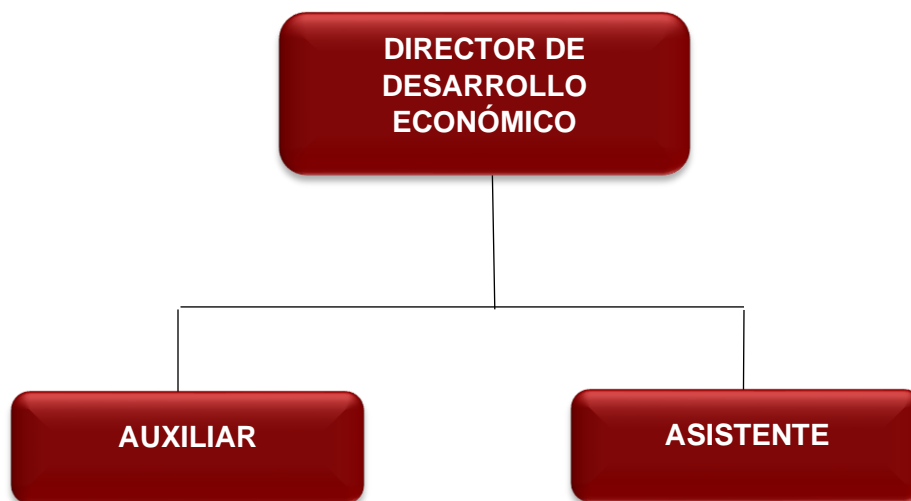 DIRECTOR DE
DESARROLLO
ECONÓMICO
AUXILIAR
ASISTENTE